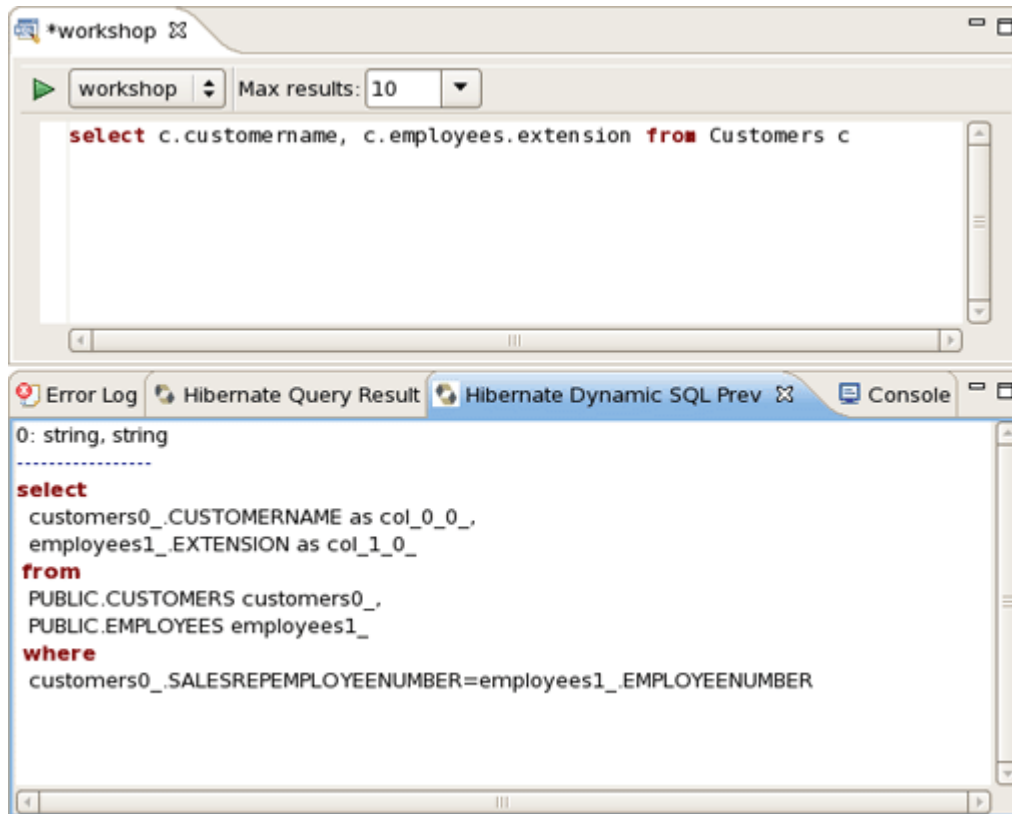 *workshop
workshop Max results: 10
select c.customername, c.employees.extension from Customers c
Error Log Hibernate Query Result Hibernate Dynamic SQL Prev Console
0: string, string
-----------------
select
customers0_.CUSTOMERNAME as col_0_0_,
employees1_.EXTENSION as col_1_0_
from
PUBLIC.CUSTOMERS customers0_,
PUBLIC.EMPLOYEES employees1_
where
customers0_.SALESREPEMPLOYEENUMBER=employees1_.EMPLOYEENUMBER